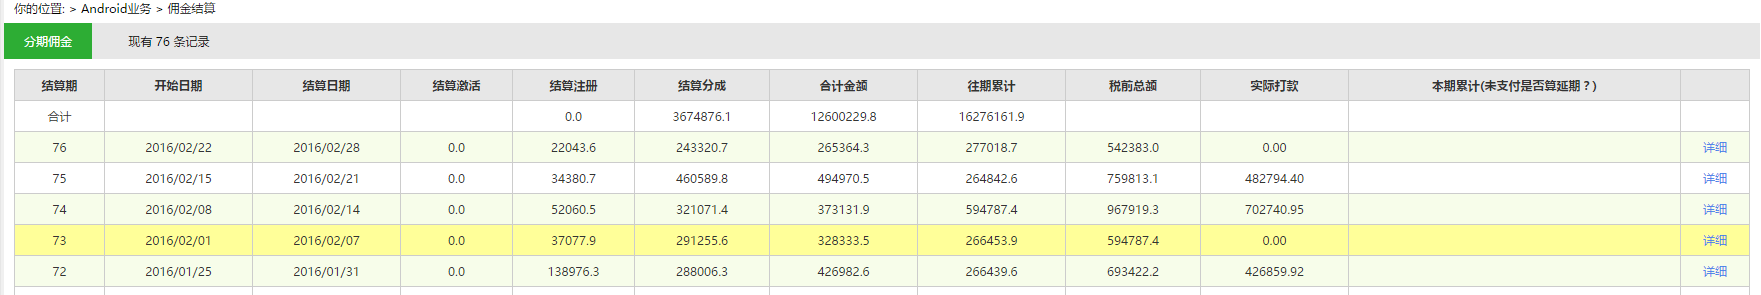 你的位置: > Android业务 > 佣金结算
分期佣金 现有 76 条记录
结算期 开始日期 结算日期 结算激活 结算注册 结算分成 合计金额 往期累计 税前总额 实际打款 本期累计(未支付是否算延期？)
合计 0.0 3674876.1 12600229.8 16276161.9
76 2016/02/22 2016/02/28 0.0 22043.6 243320.7 265364.3 277018.7 542383.0 0.00 详细
75 2016/02/15 2016/02/21 0.0 34380.7 460589.8 494970.5 264842.6 759813.1 482794.40 详细
74 2016/02/08 2016/02/14 0.0 52060.5 321071.4 373131.9 594787.4 967919.3 702740.95 详细
73 2016/02/01 2016/02/07 0.0 37077.9 291255.6 328333.5 266453.9 594787.4 0.00 详细
72 2016/01/25 2016/01/31 0.0 138976.3 288006.3 426982.6 266439.6 693422.2 426859.92 详细